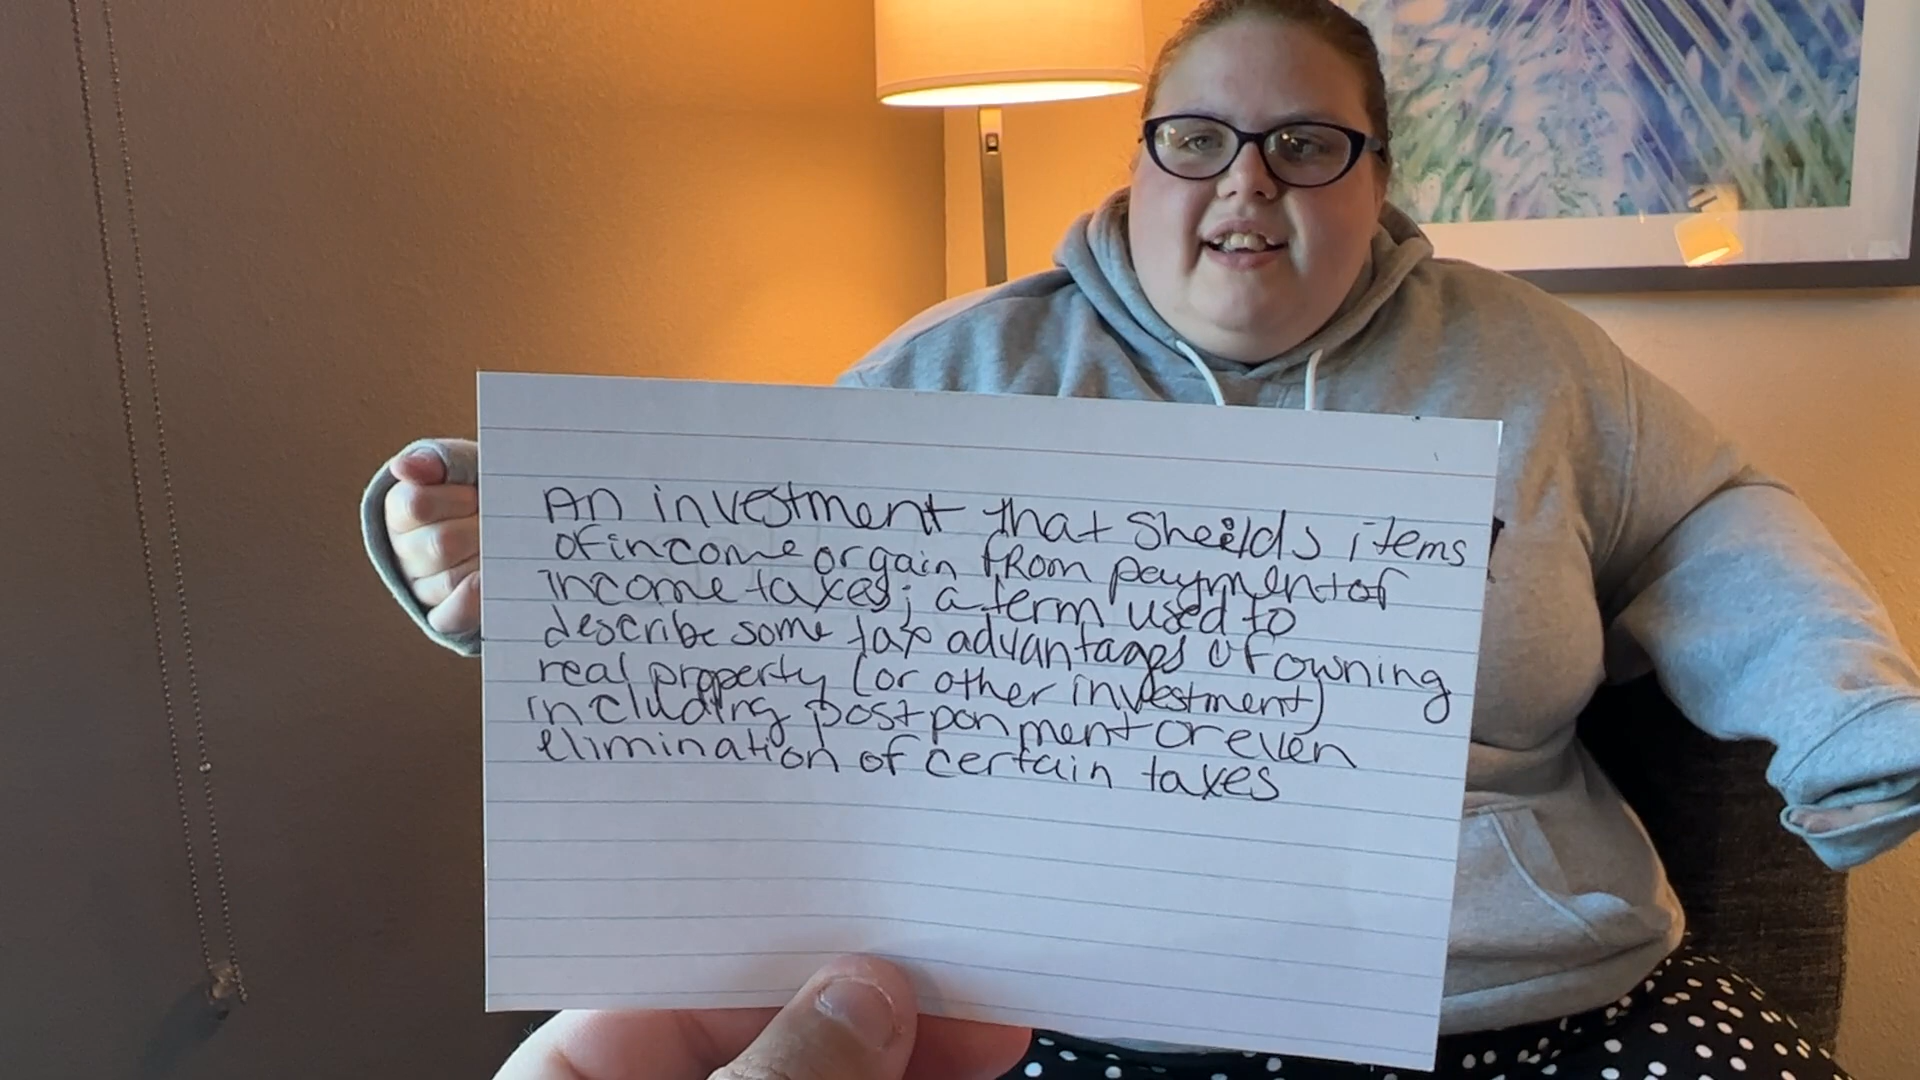 An investment that Sheilds items
of income or gain from payment of
income taxes; a term used to
describe some tax advantages of owning
real property (or other investment)
including postponment or even
elimination of certain taxes